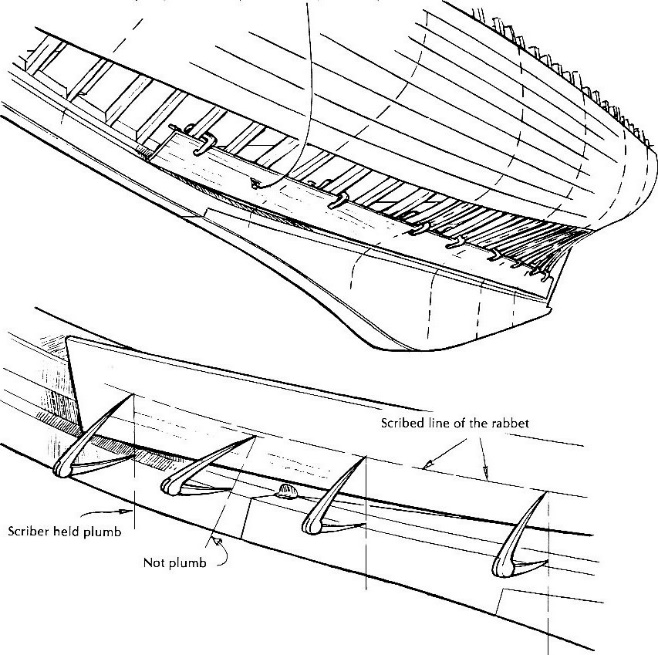 Scribed line of the rabbet
Scriber held plumb
Not plumb